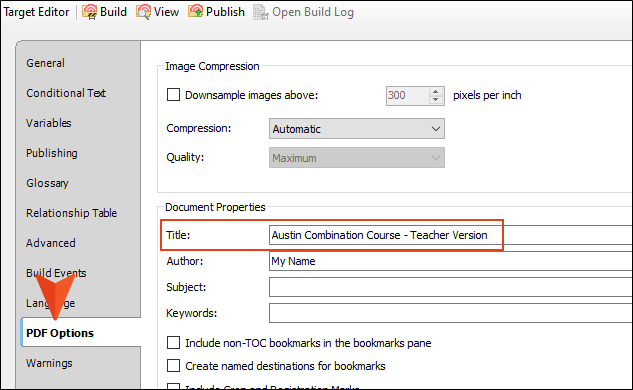 Target Editor Build View Publish Open Build Log
General
Conditional Text
Variables
Publishing
Glossary
Relationship Table
Advanced
Build Events
Language
PDF Options
Warnings
Image Compression
Downsample images above: 300 pixels per inch
Compression: Automatic
Quality: Maximum
Document Properties
Title: Austin Combination Course - Teacher Version
Author: My Name
Subject:
Keywords:
Include non-TOC bookmarks in the bookmarks pane
Create named destinations for bookmarks
Include Crop and Registration Marks